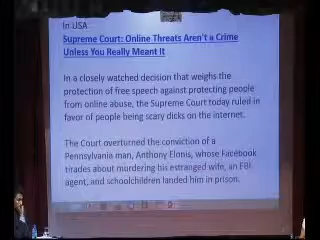 In USA
Supreme Court: Online Threats Aren't a Crime
Unless You Really Meant It
In a closely watched decision that weighs the
protection of free speech against protecting people
from online abuse, the Supreme Court today ruled in
favor of people being scary dicks on the internet.
The Court overturned the conviction of a
Pennsylvania man, Anthony Elonis, whose Facebook
tirades about murdering his estranged wife, an FBI
agent, and schoolchildren landed him in prison.